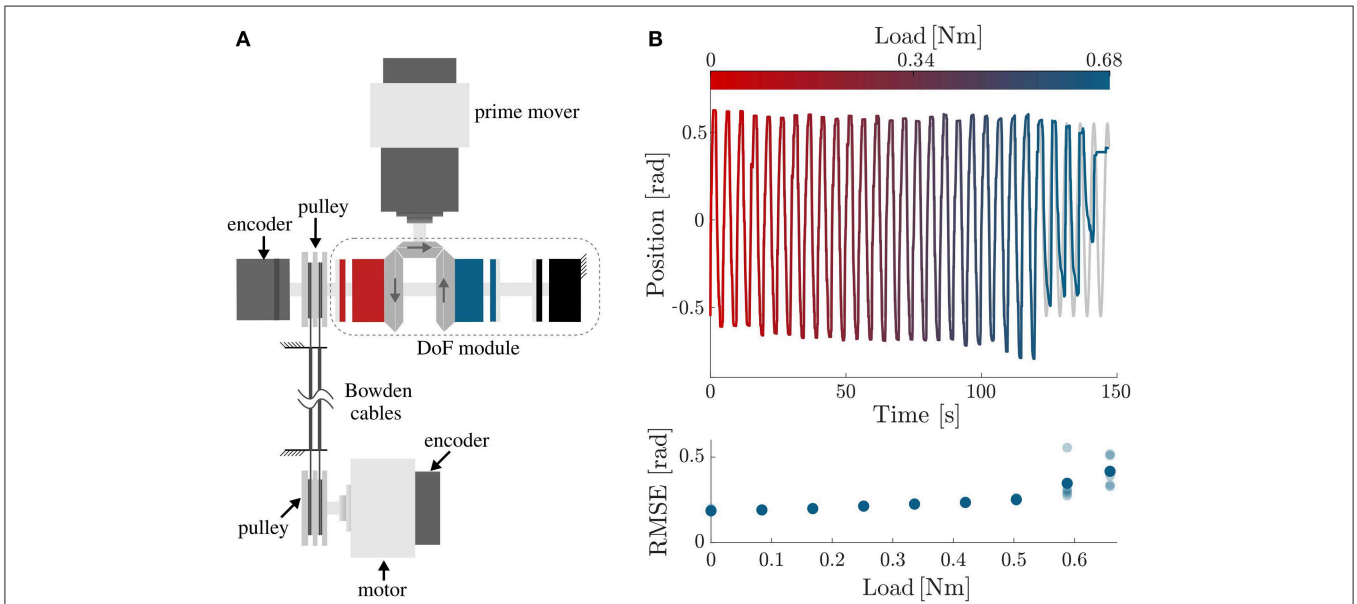 A
prime mover
encoder
pulley
DoF module
Bowden
cables
encoder
pulley
motor
B
Load [Nm]
0 0.34 0.68
Position [rad]
0.5
0
-0.5
0 50 100 150
Time [s]
RMSE [rad]
0.5
0
0 0.1 0.2 0.3 0.4 0.5 0.6
Load [Nm]